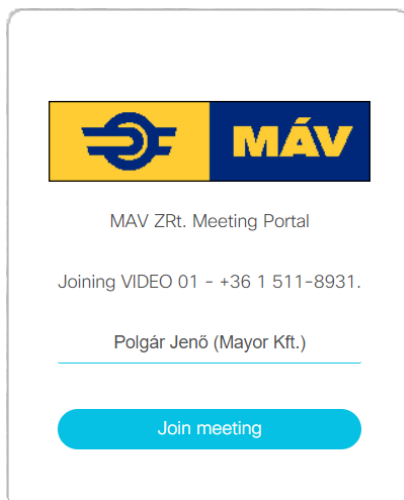 MÁV
MAV ZRt. Meeting Portal
Joining VIDEO 01 - +36 1 511-8931.
Polgár Jenő (Mayor Kft.)
Join meeting